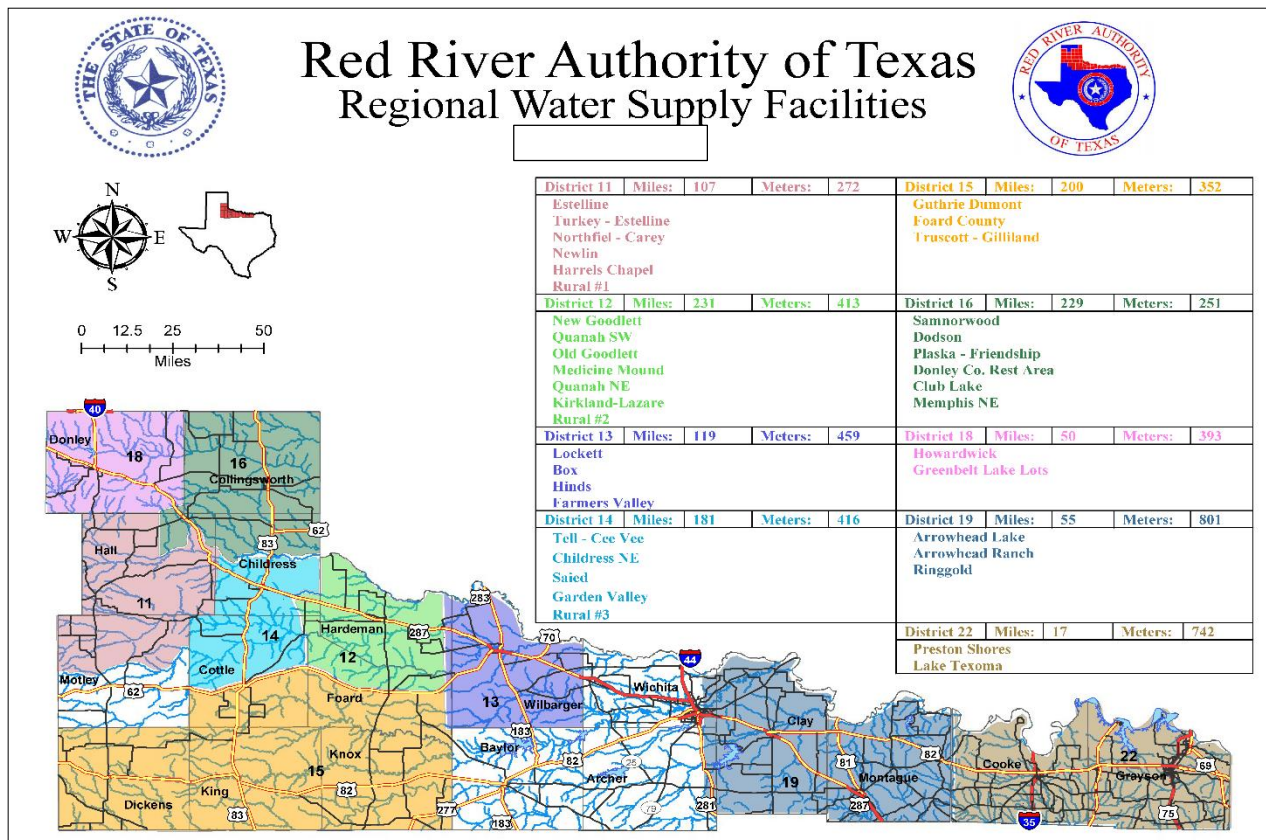 THE STATE OF TEXAS
Red River Authority of Texas
Regional Water Supply Facilities
RED RIVER AUTHORITY
OF TEXAS
N
W E
S
0 12.5 25 50
Miles
District 11 Miles: 107 Meters: 272
Estelline
Turkey - Estelline
Northfiel - Carey
Newlin
Harrels Chapel
Rural #1
District 12 Miles: 231 Meters: 413
New Goodlett
Quanah SW
Old Goodlett
Medicine Mound
Quanah NE
Kirkland-Lazare
Rural #2
District 13 Miles: 119 Meters: 459
Lockett
Box
Hinds
Farmers Valley
District 14 Miles: 181 Meters: 416
Tell - Cee Vee
Childress NE
Saied
Garden Valley
Rural #3
District 15 Miles: 200 Meters: 352
Guthrie Dumont
Foard County
Truscott - Gilliland
District 16 Miles: 229 Meters: 251
Samnorwood
Dodson
Plaska - Friendship
Donley Co. Rest Area
Club Lake
Memphis NE
District 18 Miles: 50 Meters: 393
Howardwick
Greenbelt Lake Lots
District 19 Miles: 55 Meters: 801
Arrowhead Lake
Arrowhead Ranch
Ringgold
District 22 Miles: 17 Meters: 742
Preston Shores
Lake Texoma
40
Donley
18
16
Collingsworth
62
83
Hall
Childress
11
14
Hardeman
287
12
283
70
Cottle
Motley
62
Foard
13
Wilbarger
183
Wichita
44
Clay
Baylor
82
Archer
25
79
281
277
183
Knox
15
King
82
Dickens
83
19
81
Montague
287
82
Cooke
35
22
Grayson
69
75